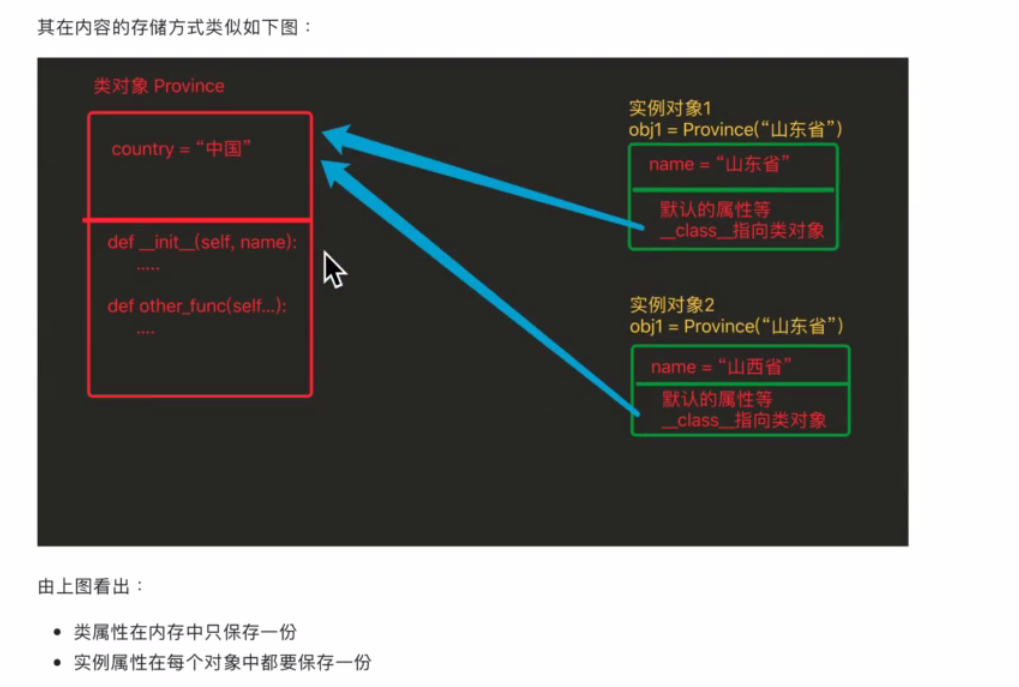 其在内容的存储方式类似如下图：
类对象 Province
country = “中国”
def __init__(self, name):
.....
def other_func(self...):
....
实例对象1
obj1 = Province(“山东省”)
name = “山东省”
默认的属性等
__class__指向类对象
实例对象2
obj1 = Province(“山东省”)
name = “山西省”
默认的属性等
__class__指向类对象
由上图看出：
• 类属性在内存中只保存一份
• 实例属性在每个对象中都要保存一份